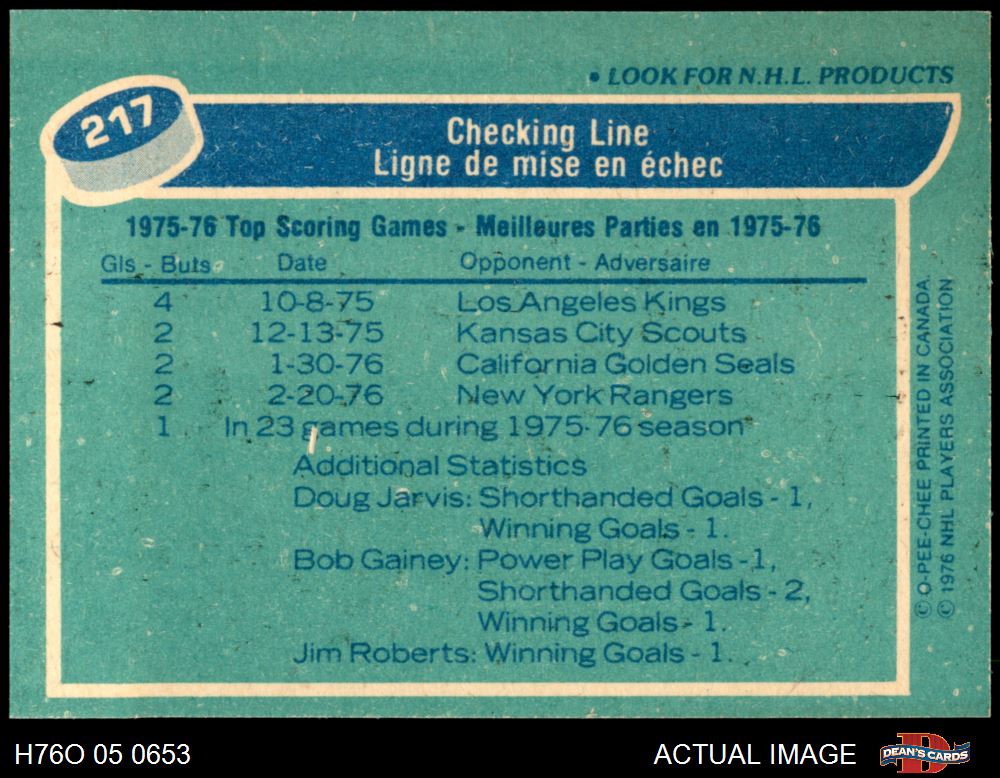 • LOOK FOR N.H.L. PRODUCTS
217
Checking Line
Ligne de mise en échec
1975-76 Top Scoring Games - Meilleures Parties en 1975-76
Gls - Buts Date Opponent - Adversaire
4 10-8-75 Los Angeles Kings
2 12-13-75 Kansas City Scouts
2 1-30-76 California Golden Seals
2 2-20-76 New York Rangers
1 In 23 games during 1975-76 season
Additional Statistics
Doug Jarvis: Shorthanded Goals - 1,
Winning Goals - 1.
Bob Gainey: Power Play Goals - 1,
Shorthanded Goals - 2,
Winning Goals - 1.
Jim Roberts: Winning Goals - 1.
© O-PEE-CHEE PRINTED IN CANADA.
© 1976 NHL PLAYERS ASSOCIATION
H76O 05 0653
ACTUAL IMAGE
D
DEAN'S CARDS